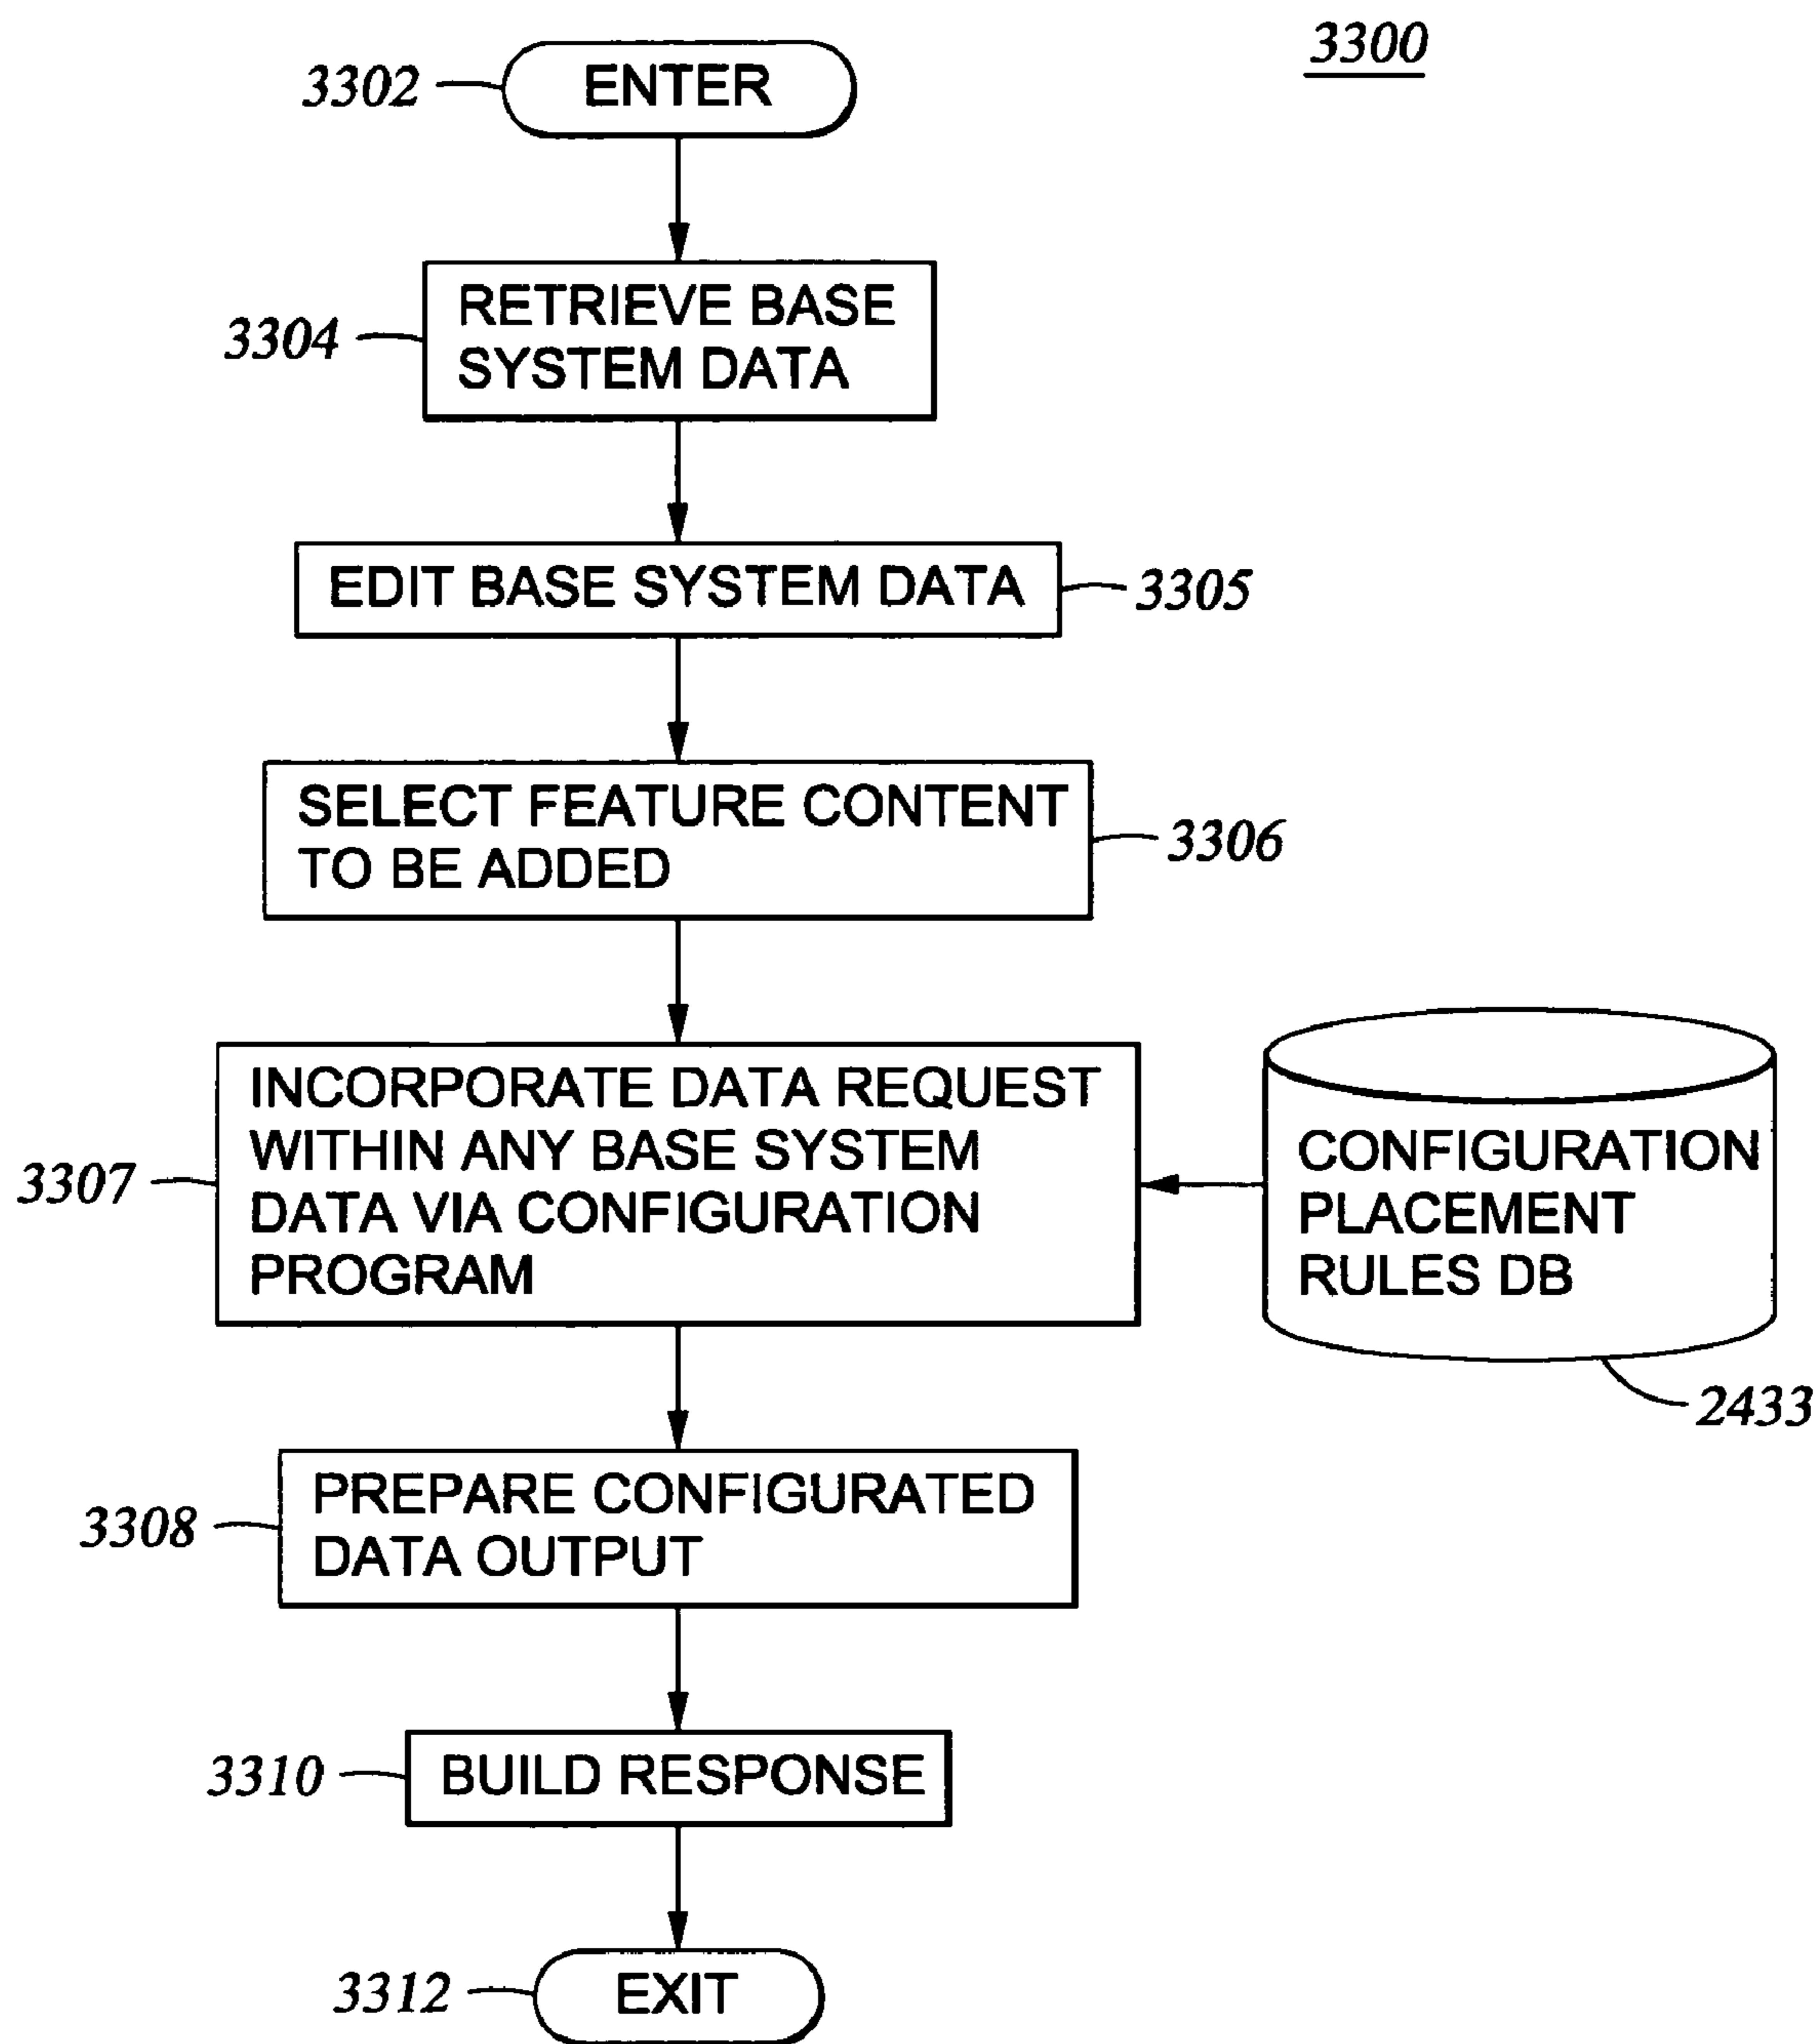 3300
3302
ENTER
3304
RETRIEVE BASE
SYSTEM DATA
EDIT BASE SYSTEM DATA
3305
SELECT FEATURE CONTENT
TO BE ADDED
3306
3307
INCORPORATE DATA REQUEST
WITHIN ANY BASE SYSTEM
DATA VIA CONFIGURATION
PROGRAM
CONFIGURATION
PLACEMENT
RULES DB
2433
3308
PREPARE CONFIGURATED
DATA OUTPUT
3310
BUILD RESPONSE
3312
EXIT